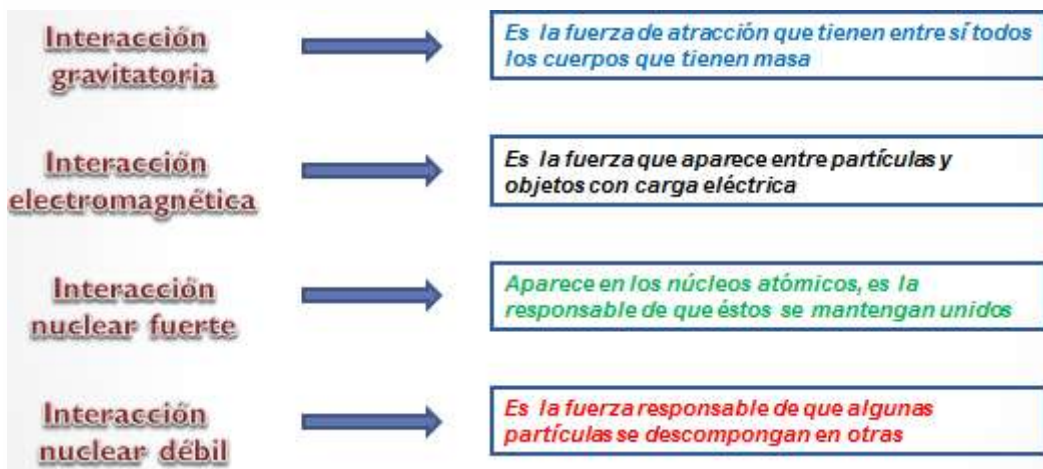 Interacción
gravitatoria
Es la fuerza de atracción que tienen entre sí todos
los cuerpos que tienen masa
Interacción
electromagnética
Es la fuerza que aparece entre partículas y
objetos con carga eléctrica
Interacción
nuclear fuerte
Aparece en los núcleos atómicos, es la
responsable de que éstos se mantengan unidos
Interacción
nuclear débil
Es la fuerza responsable de que algunas
partículas se descompongan en otras